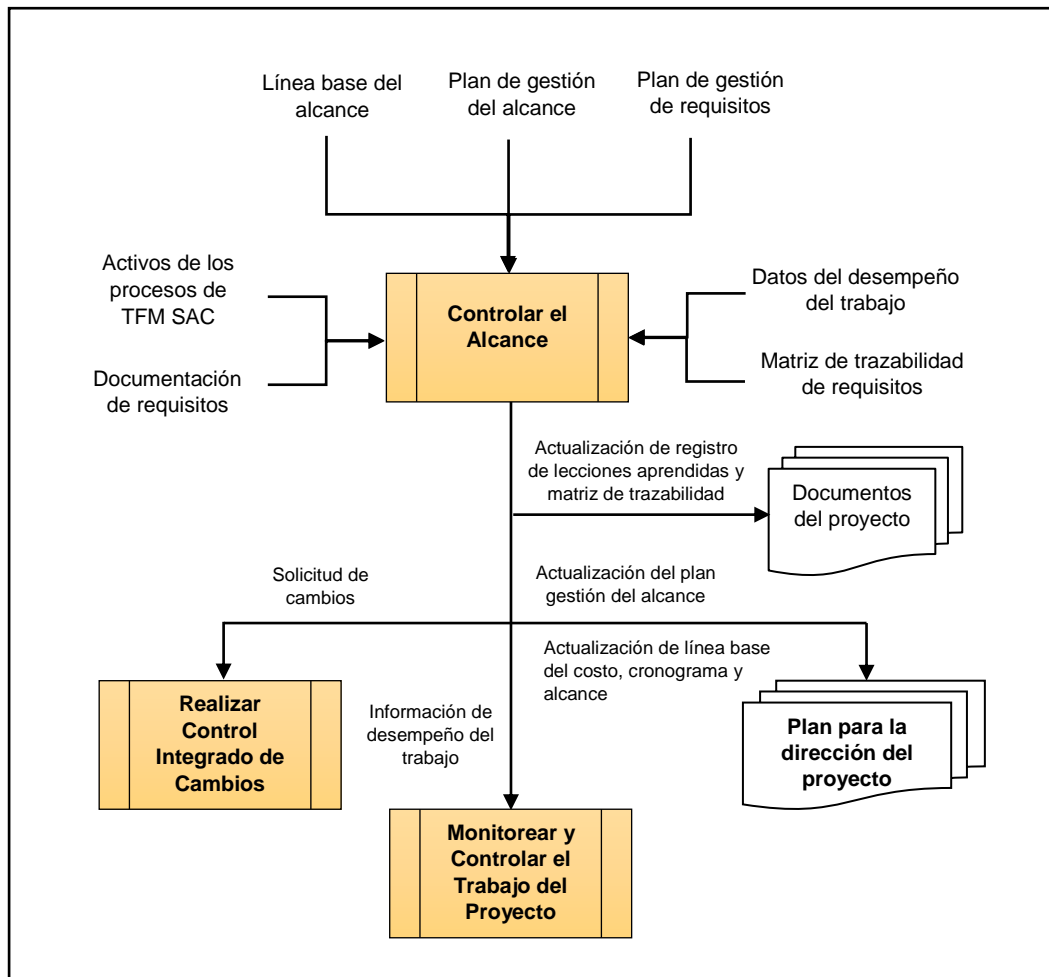 Línea base del
alcance
Plan de gestión
del alcance
Plan de gestión
de requisitos
Activos de los
procesos de
TFM SAC
Documentación
de requisitos
Controlar el
Alcance
Datos del desempeño
del trabajo
Matriz de trazabilidad
de requisitos
Actualización de registro
de lecciones aprendidas y
matriz de trazabilidad
Documentos
del proyecto
Solicitud de
cambios
Actualización del plan
gestión del alcance
Actualización de línea base
del costo, cronograma y
alcance
Realizar
Control
Integrado de
Cambios
Información de
desempeño del
trabajo
Plan para la
dirección del
proyecto
Monitorear y
Controlar el
Trabajo del
Proyecto